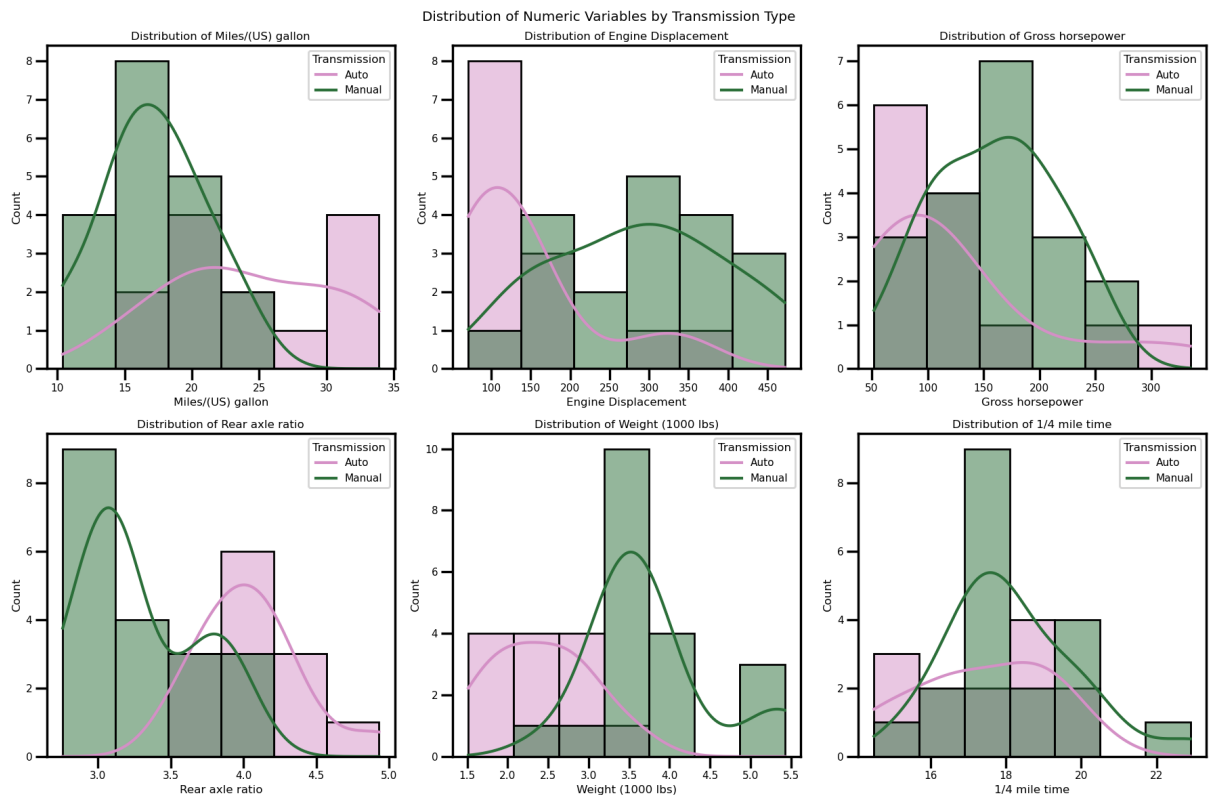 Distribution of Numeric Variables by Transmission Type
Distribution of Miles/(US) gallon
Transmission
Auto
Manual
Count
0
1
2
3
4
5
6
7
8
10
15
20
25
30
35
Miles/(US) gallon
Distribution of Engine Displacement
Transmission
Auto
Manual
Count
0
1
2
3
4
5
6
7
8
100
150
200
250
300
350
400
450
Engine Displacement
Distribution of Gross horsepower
Transmission
Auto
Manual
Count
0
1
2
3
4
5
6
7
50
100
150
200
250
300
Gross horsepower
Distribution of Rear axle ratio
Transmission
Auto
Manual
Count
0
2
4
6
8
3.0
3.5
4.0
4.5
5.0
Rear axle ratio
Distribution of Weight (1000 lbs)
Transmission
Auto
Manual
Count
0
2
4
6
8
10
1.5
2.0
2.5
3.0
3.5
4.0
4.5
5.0
5.5
Weight (1000 lbs)
Distribution of 1/4 mile time
Transmission
Auto
Manual
Count
0
2
4
6
8
16
18
20
22
1/4 mile time